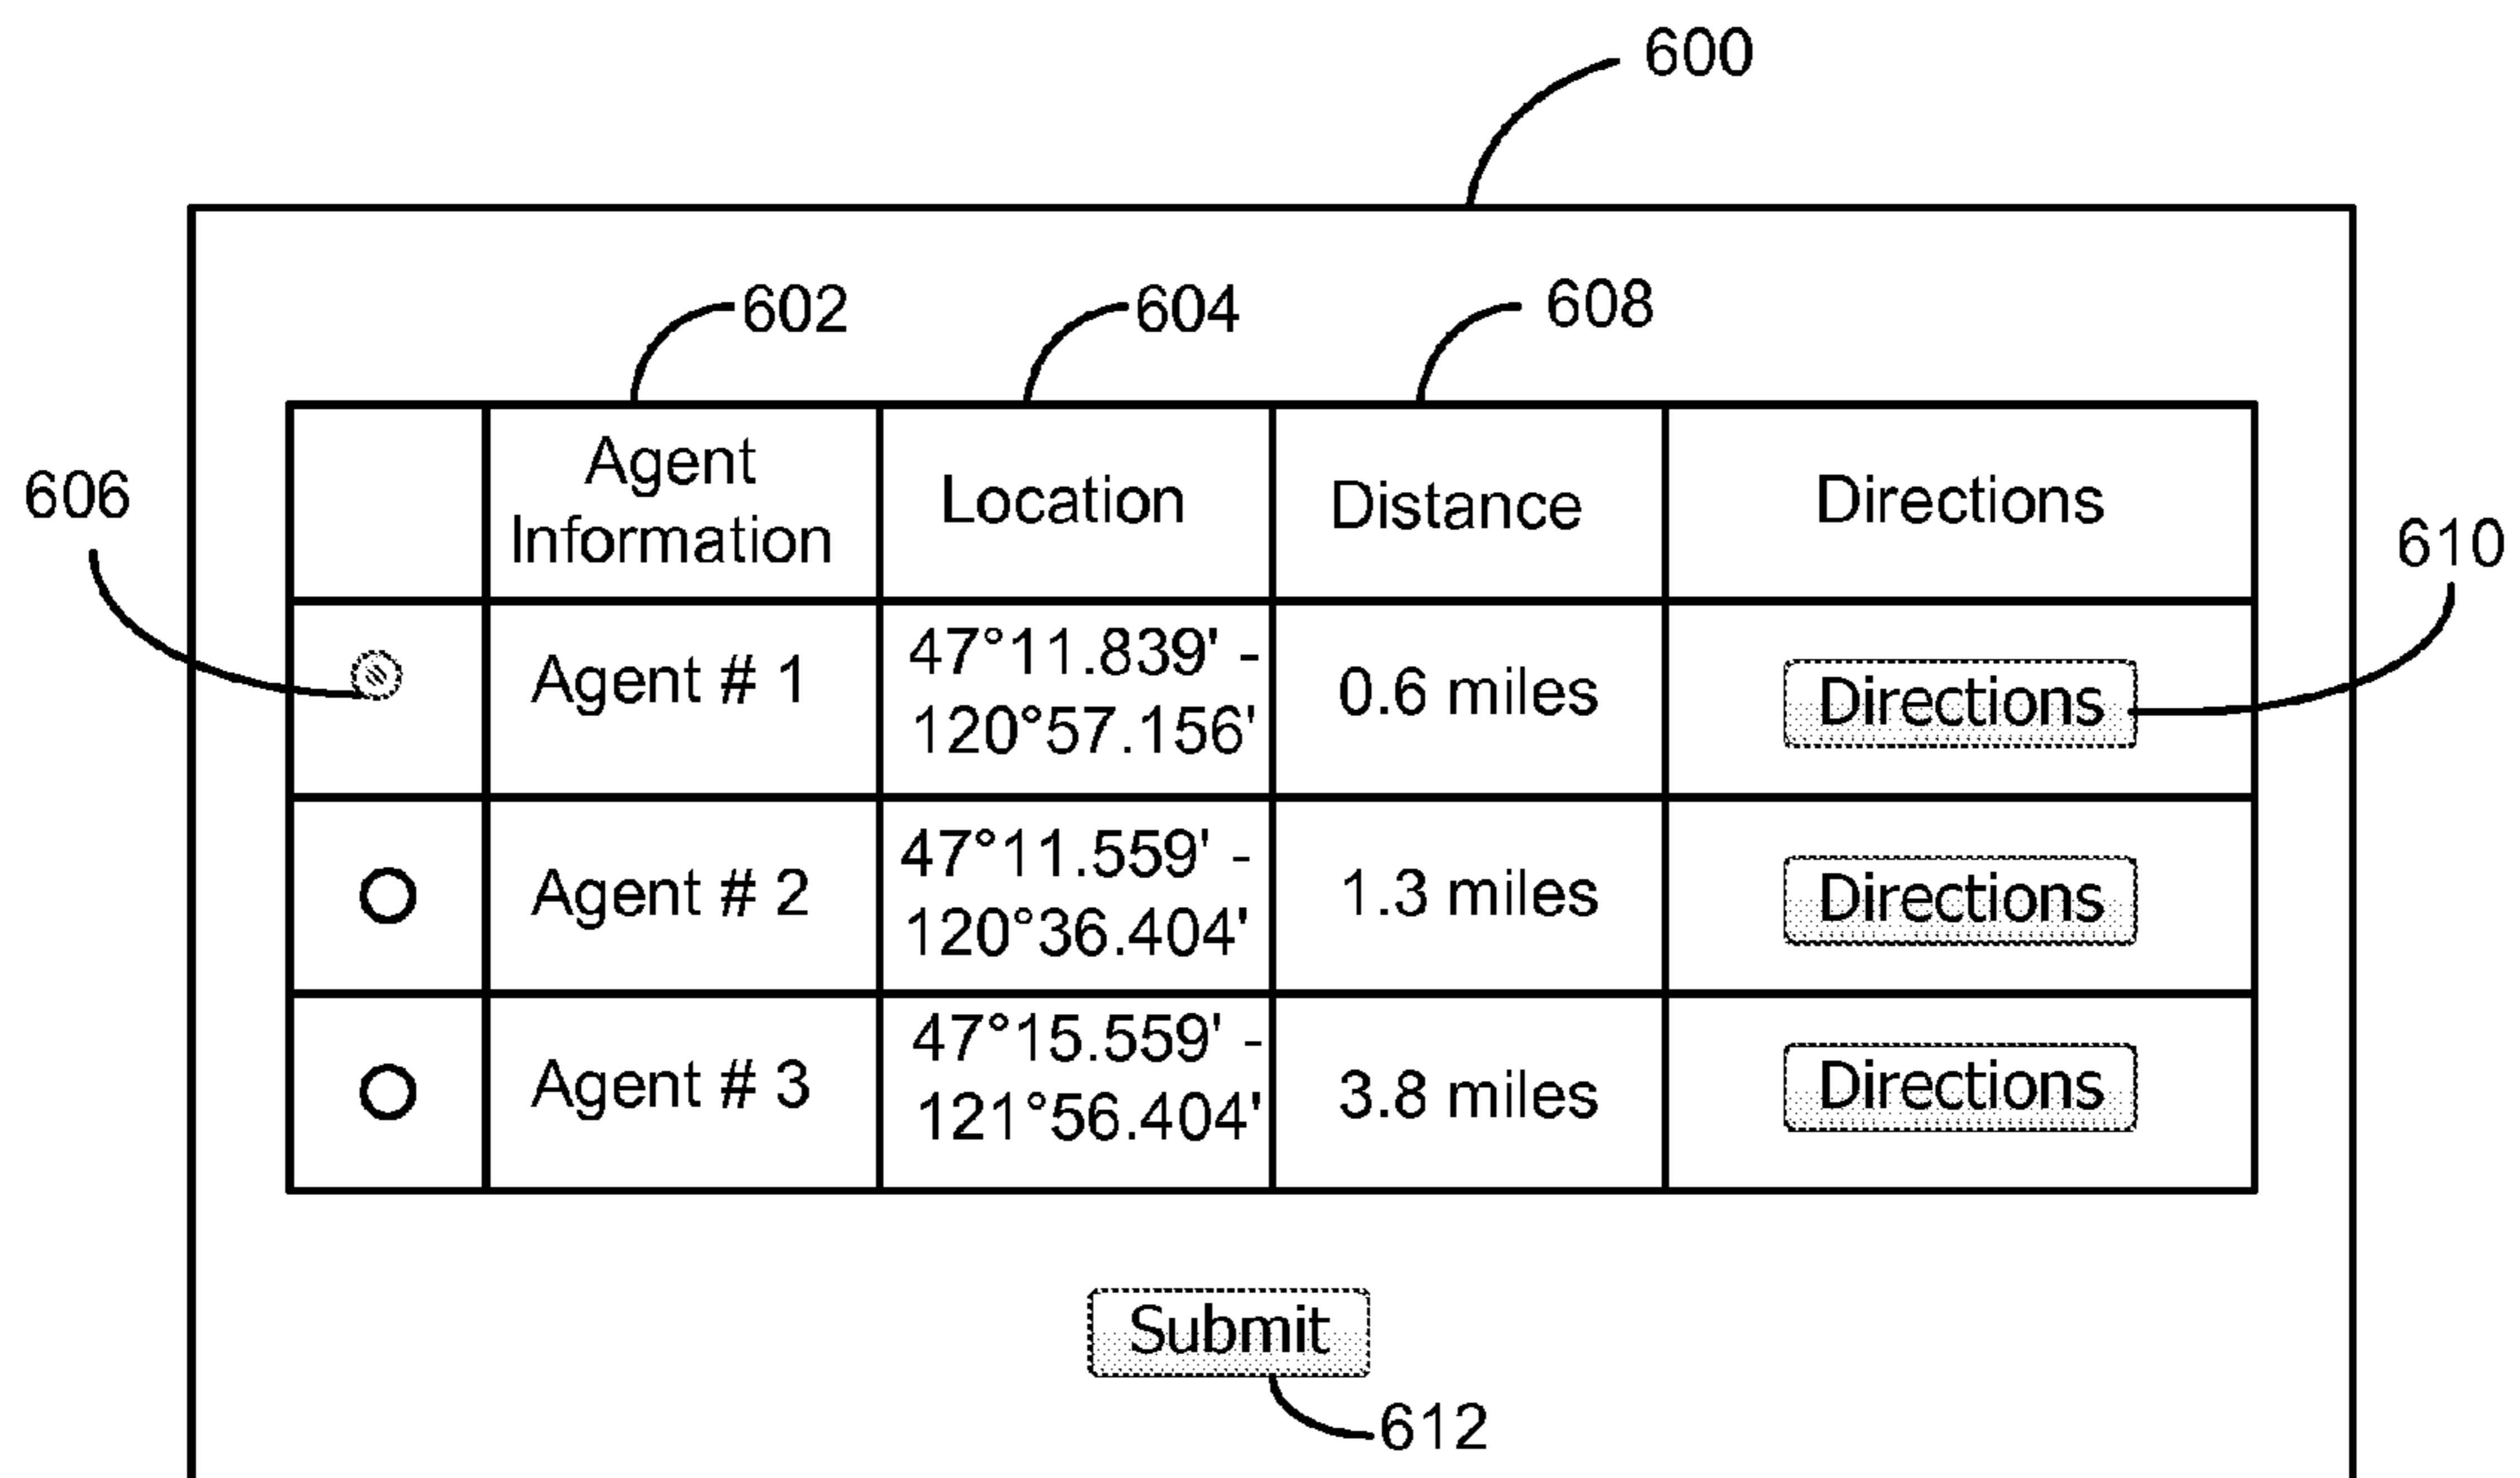 600
602
604
608
606
Agent
Information
Location
Distance
Directions
610
Agent # 1
47°11.839' -
120°57.156'
0.6 miles
Directions
Agent # 2
47°11.559' -
120°36.404'
1.3 miles
Directions
Agent # 3
47°15.559' -
121°56.404'
3.8 miles
Directions
Submit
612